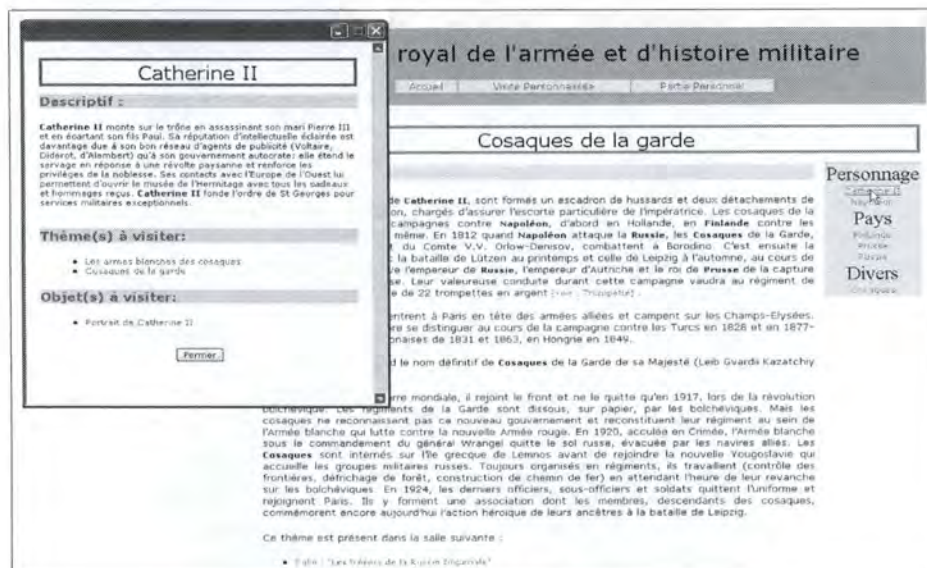 Catherine II
Descriptif :
Catherine II monte sur le trône en assassinant son mari Pierre III
et en écartant son fils Paul. Sa réputation d'intellectuelle éclairée est
davantage due à son bon réseau d'agents de publicité (Voltaire,
Diderot, d'Alembert) qu'à son gouvernement autocrate: elle étend le
servage en réponse à une révolte paysanne et renforce les
privilèges de la noblesse. Ses contacts avec l'Europe de l'Ouest lui
permettent d'ouvrir le musée de l'Hermitage avec tous les cadeaux
et hommages reçus. Catherine II fonde l'ordre de St Georges pour
services militaires exceptionnels.
Thème(s) à visiter:
Les armes blanches des cosaques
Cosaques de la garde
Objet(s) à visiter:
Portrait de Catherine II
Fermer
royal de l'armée et d'histoire militaire
Accueil
Visite Personnalisée
Partie Personnel
Cosaques de la garde
de Catherine II, sont formés un escadron de hussards et deux détachements de
on, chargés d'assurer l'escorte particulière de l'impératrice. Les cosaques de la
campagnes contre Napoléon, d'abord en Hollande, en Finlande contre les
même. En 1812 quand Napoléon attaque la Russie, les Cosaques de la Garde,
du Comte V.V. Orlow-Denisov, combattent à Borodino. C'est ensuite la
la bataille de Lützen au printemps et celle de Leipzig à l'automne, au cours de
e l'empereur de Russie, l'empereur d'Autriche et le roi de Prusse de la capture
se. Leur valeureuse conduite durant cette campagne vaudra au régiment de
e de 22 trompettes en argent
entrent à Paris en tête des armées alliées et campent sur les Champs-Elysées.
re se distinguer au cours de la campagne contre les Turcs en 1828 et en 1877-
onaises de 1831 et 1863, en Hongrie en 1849.
d le nom définitif de Cosaques de la Garde de sa Majesté (Leib Gvardii Kazatchiy
erre mondiale, il rejoint le front et ne le quitte qu'en 1917, lors de la révolution
bolchévique. Les régiments de la Garde sont dissous, sur papier, par les bolchéviques. Mais les
cosaques ne reconnaissent pas ce nouveau gouvernement et reconstituent leur régiment au sein de
l'Armée blanche qui lutte contre la nouvelle Armée rouge. En 1920, acculée en Crimée, l'Armée blanche
sous le commandement du général Wrangel quitte le sol russe, évacuée par les navires alliés. Les
Cosaques sont internés sur l'île grecque de Lemnos avant de rejoindre la nouvelle Yougoslavie qui
accueille les groupes militaires russes. Toujours organisés en régiments, ils travaillent (contrôle des
frontières, défrichage de forêt, construction de chemin de fer) en attendant l'heure de leur revanche
sur les bolchéviques. En 1924, les derniers officiers, sous-officiers et soldats quittent l'uniforme et
rejoignent Paris. Ils y forment une association dont les membres, descendants des cosaques,
commémorent encore aujourd'hui l'action héroïque de leurs ancêtres à la bataille de Leipzig.
Ce thème est présent dans la salle suivante :
Personnage
Catherine II
Napoléon
Pays
Finlande
Prusse
Russie
Divers
Cosaques